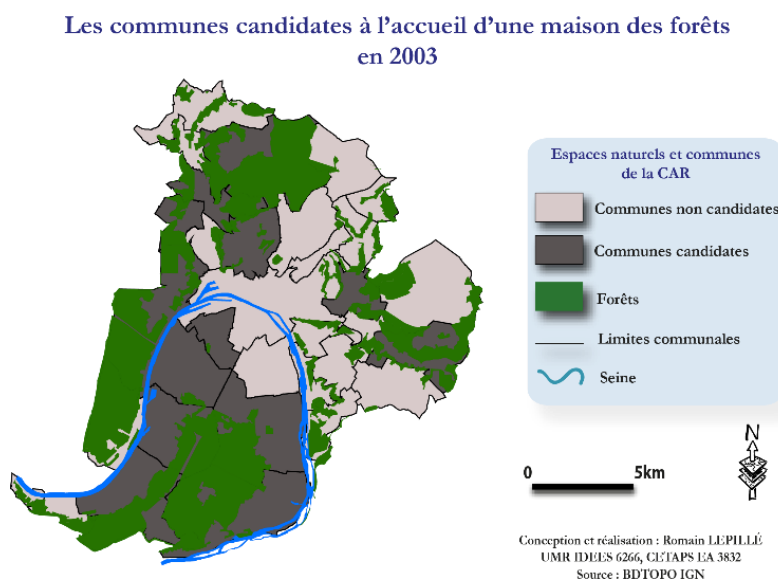 Les communes candidates à l'accueil d'une maison des forêts
en 2003
Espaces naturels et communes
de la CAR
Communes non candidates
Communes candidates
Forêts
Limites communales
Seine
N
0 5km
Conception et réalisation : Romain LEPILLÉ
UMR IDEES 6266, CETAPS EA 3832
Source : BDTOPO IGN